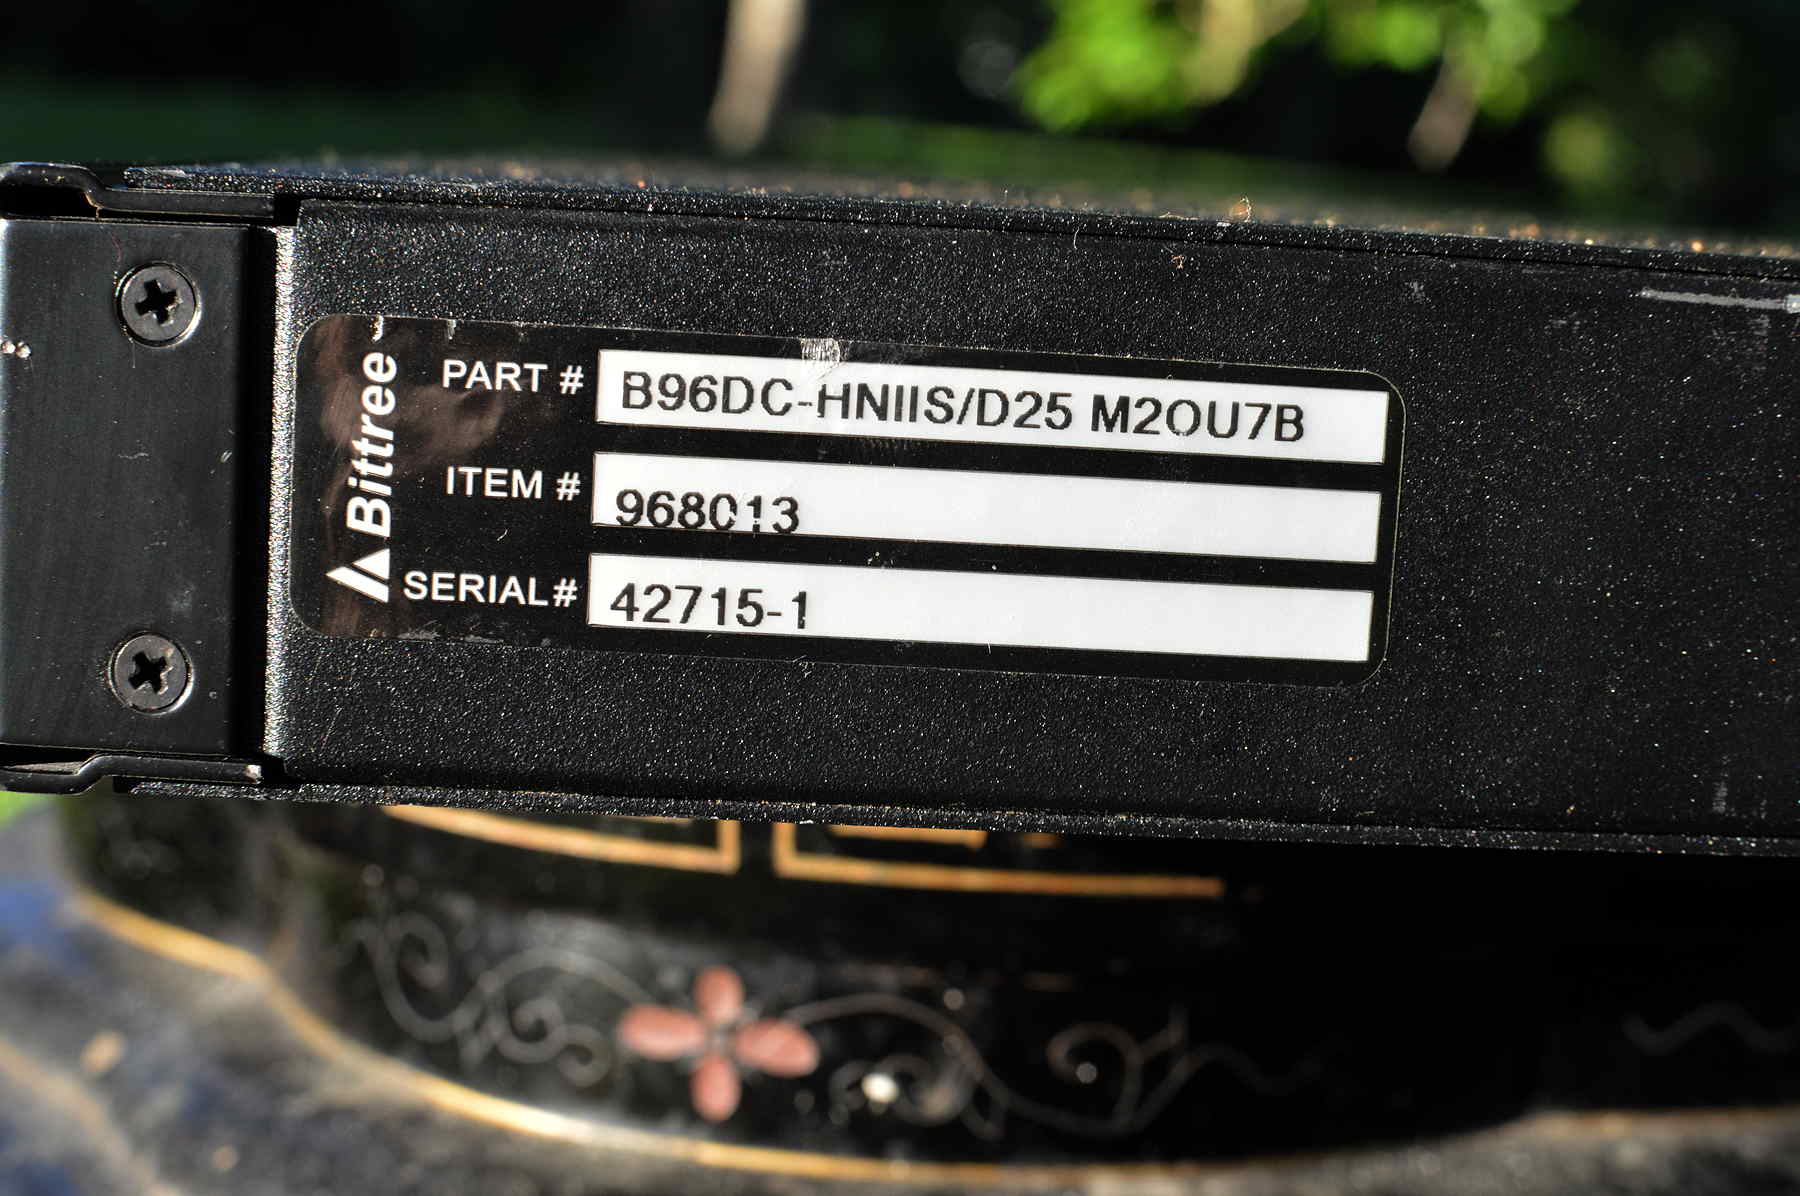 Bittree
PART # B96DC-HNIIS/D25 M2OU7B
ITEM # 968013
SERIAL# 42715-1